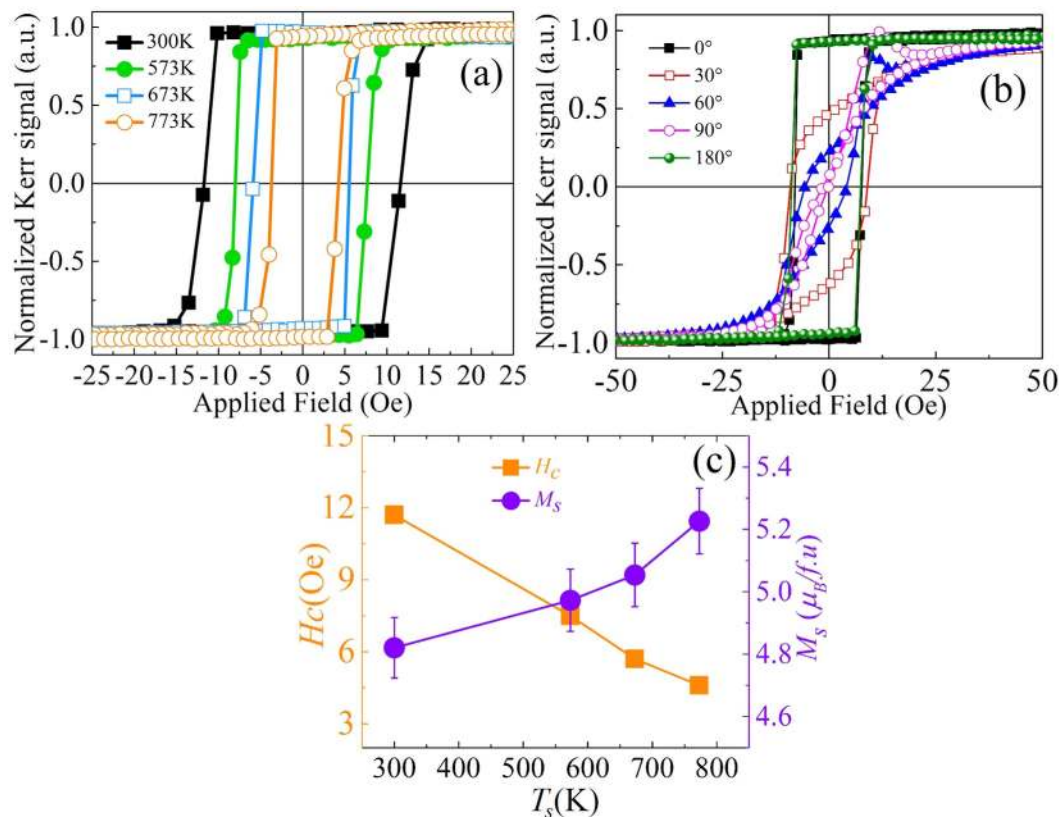 (a)
300K
573K
673K
773K
Normalized Kerr signal (a.u.)
1.0
0.5
0.0
-0.5
-1.0
-25 -20 -15 -10 -5 0 5 10 15 20 25
Applied Field (Oe)
(b)
0°
30°
60°
90°
180°
Normalized Kerr signal (a.u.)
1.0
0.5
0.0
-0.5
-1.0
-50 -25 0 25 50
Applied Field (Oe)
(c)
Hc
Ms
Hc(Oe)
15
12
9
6
3
Ms (μB/f.u)
5.4
5.2
5.0
4.8
4.6
300 400 500 600 700 800
Ts(K)